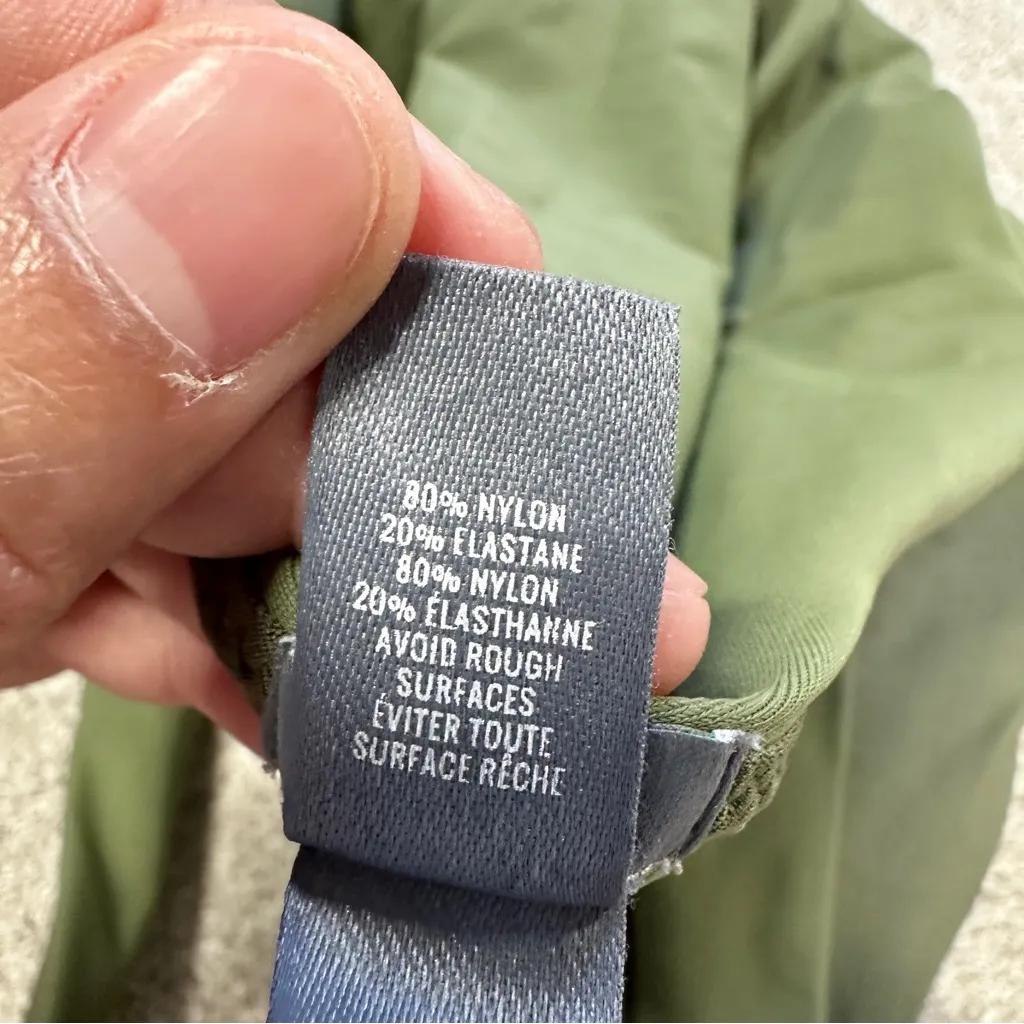 80% NYLON
20% ELASTANE
80% NYLON
20% ÉLASTHANNE
AVOID ROUGH
SURFACES
ÉVITER TOUTE
SURFACE RÊCHE